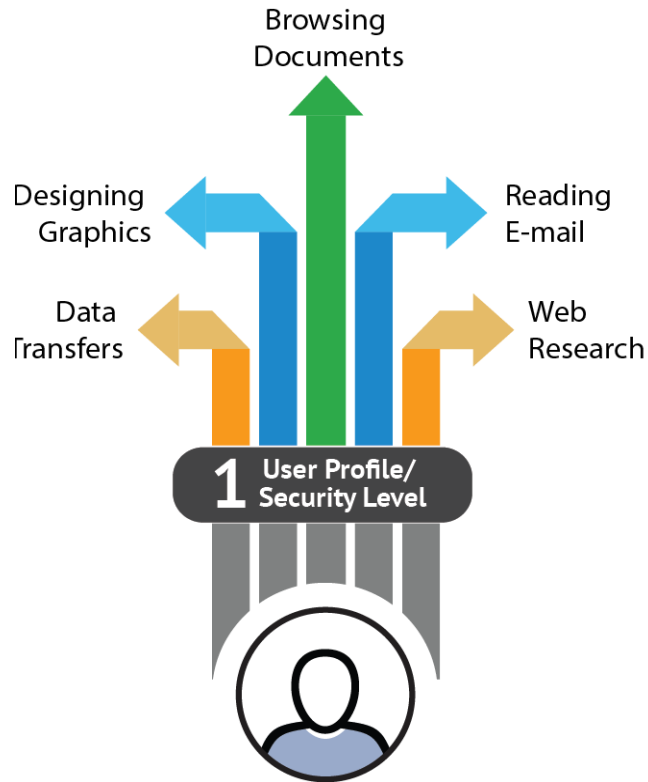 Browsing
Documents
Designing
Graphics
Reading
E-mail
Data
Transfers
Web
Research
1 User Profile/
Security Level